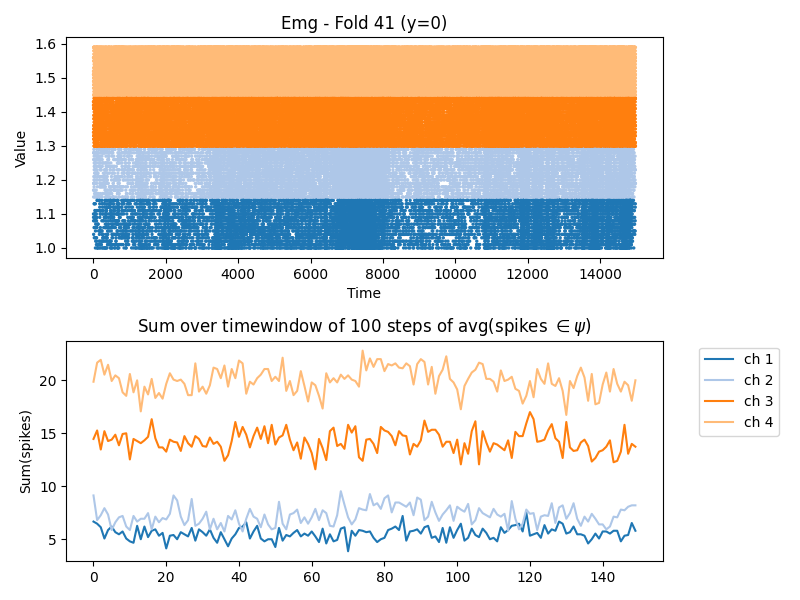 Emg - Fold 41 (y=0)
Value
1.6
1.5
1.4
1.3
1.2
1.1
1.0
0 2000 4000 6000 8000 10000 12000 14000
Time
Sum over timewindow of 100 steps of avg(spikes ∈ ψ)
Sum(spikes)
20
15
10
5
0 20 40 60 80 100 120 140
ch 1
ch 2
ch 3
ch 4